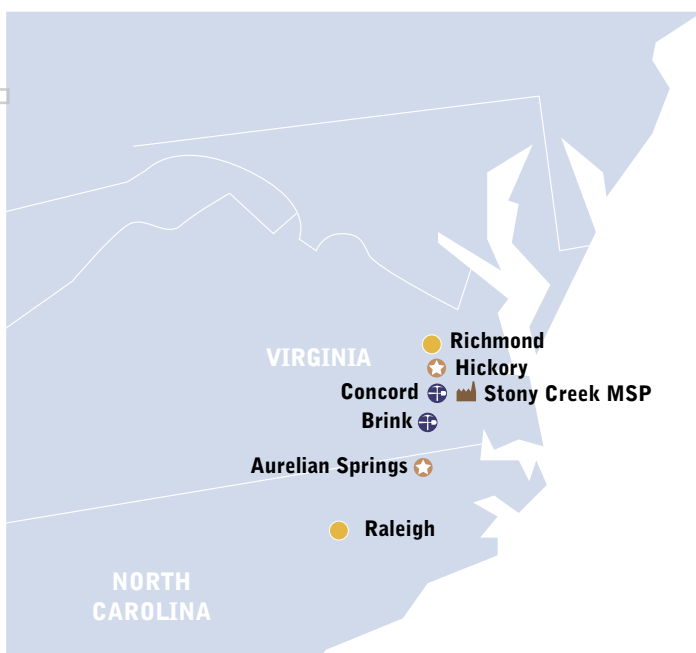 Richmond
VIRGINIA
Hickory
Concord
Stony Creek MSP
Brink
Aurelian Springs
Raleigh
NORTH
CAROLINA